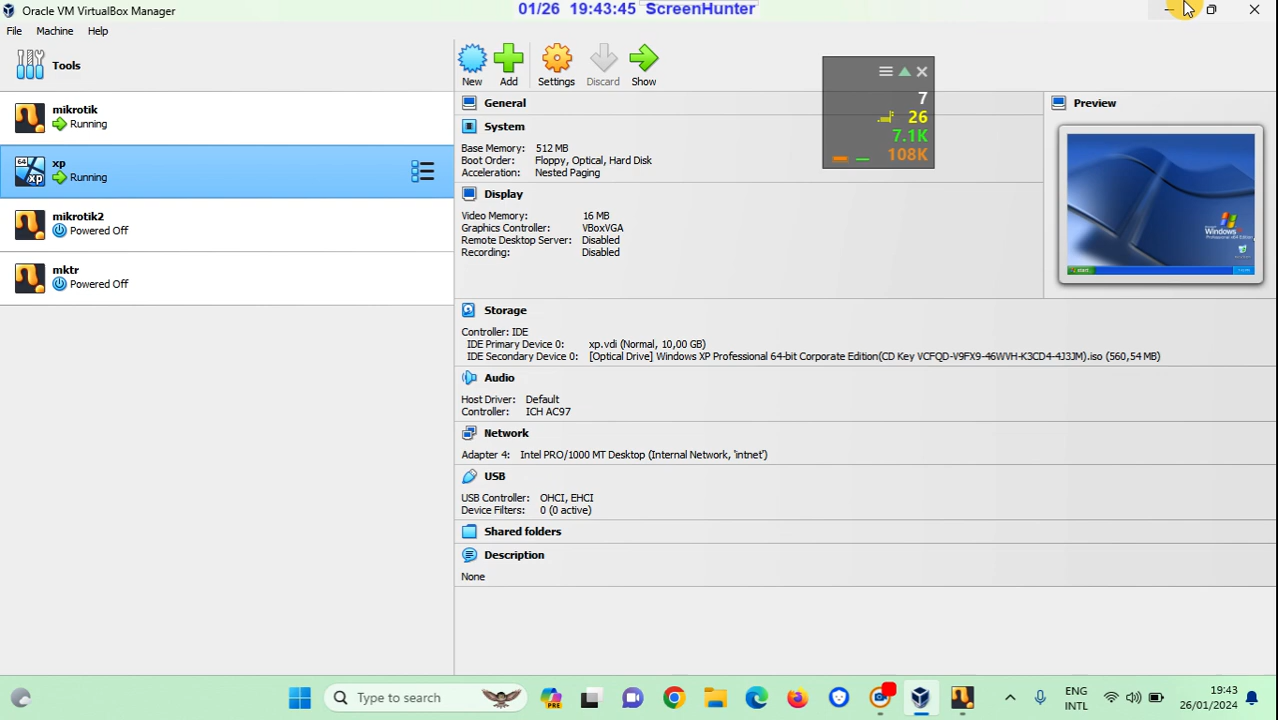 Oracle VM VirtualBox Manager
01/26 19:43:45 ScreenHunter
File Machine Help
Tools
New Add Settings Discard Show
7
26
7.1K
108K
mikrotik
Running
xp
Running
mikrotik2
Powered Off
mktr
Powered Off
General
System
Base Memory: 512 MB
Boot Order: Floppy, Optical, Hard Disk
Acceleration: Nested Paging
Display
Video Memory: 16 MB
Graphics Controller: VBoxVGA
Remote Desktop Server: Disabled
Recording: Disabled
Preview
Storage
Controller: IDE
IDE Primary Device 0: xp.vdi (Normal, 10,00 GB)
IDE Secondary Device 0: [Optical Drive] Windows XP Professional 64-bit Corporate Edition(CD Key VCFQD-V9FX9-46WVH-K3CD4-4J3JM).iso (560,54 MB)
Audio
Host Driver: Default
Controller: ICH AC97
Network
Adapter 4: Intel PRO/1000 MT Desktop (Internal Network, 'intnet')
USB
USB Controller: OHCI, EHCI
Device Filters: 0 (0 active)
Shared folders
Description
None
Type to search
PRE
ENG
INTL
19:43
26/01/2024